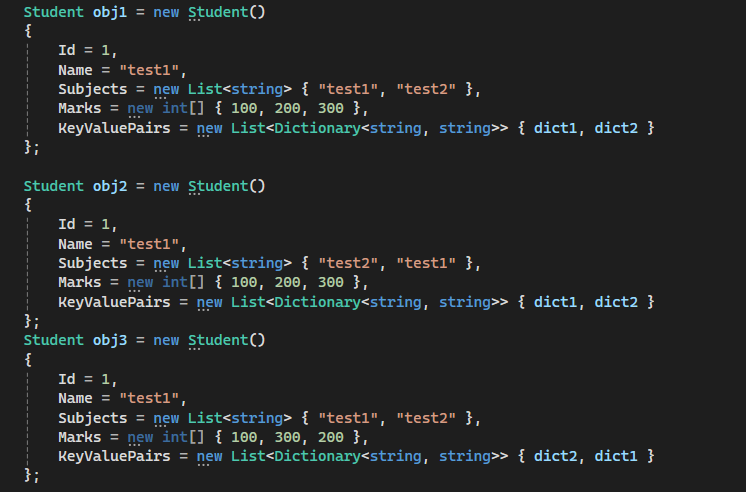 Student obj1 = new Student()
{
    Id = 1,
    Name = "test1",
    Subjects = new List<string> { "test1", "test2" },
    Marks = new int[] { 100, 200, 300 },
    KeyValuePairs = new List<Dictionary<string, string>> { dict1, dict2 }
};

Student obj2 = new Student()
{
    Id = 1,
    Name = "test1",
    Subjects = new List<string> { "test2", "test1" },
    Marks = new int[] { 100, 200, 300 },
    KeyValuePairs = new List<Dictionary<string, string>> { dict1, dict2 }
};
Student obj3 = new Student()
{
    Id = 1,
    Name = "test1",
    Subjects = new List<string> { "test1", "test2" },
    Marks = new int[] { 100, 300, 200 },
    KeyValuePairs = new List<Dictionary<string, string>> { dict2, dict1 }
};